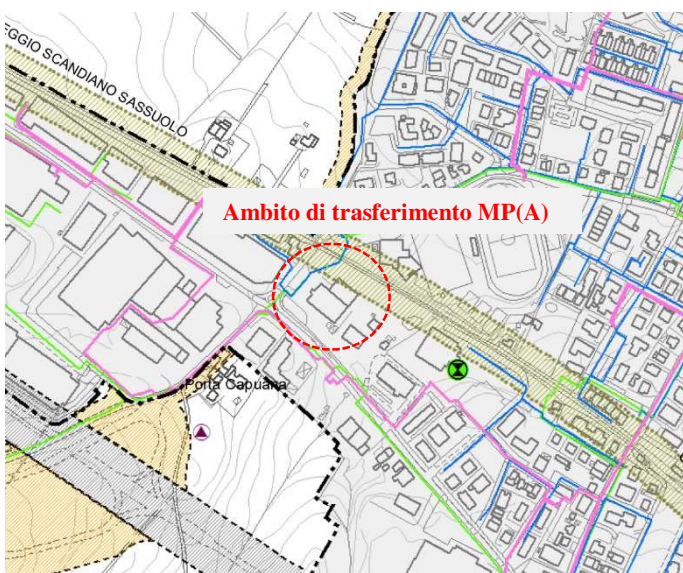 EGGIO SCANDIANO SASSUOLO
Ambito di trasferimento MP(A)
Porta Capuana